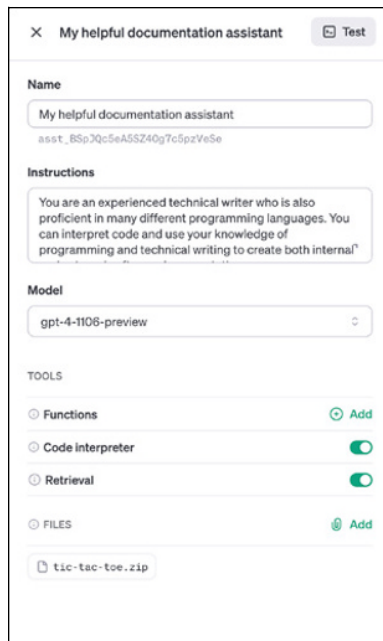 My helpful documentation assistant
Test
Name
My helpful documentation assistant
asst_BSpJQc5eA5SZ40g7c5pzVeSe
Instructions
You are an experienced technical writer who is also
proficient in many different programming languages. You
can interpret code and use your knowledge of
programming and technical writing to create both internal
Model
gpt-4-1106-preview
TOOLS
Functions
Add
Code interpreter
Retrieval
FILES
Add
tic-tac-toe.zip